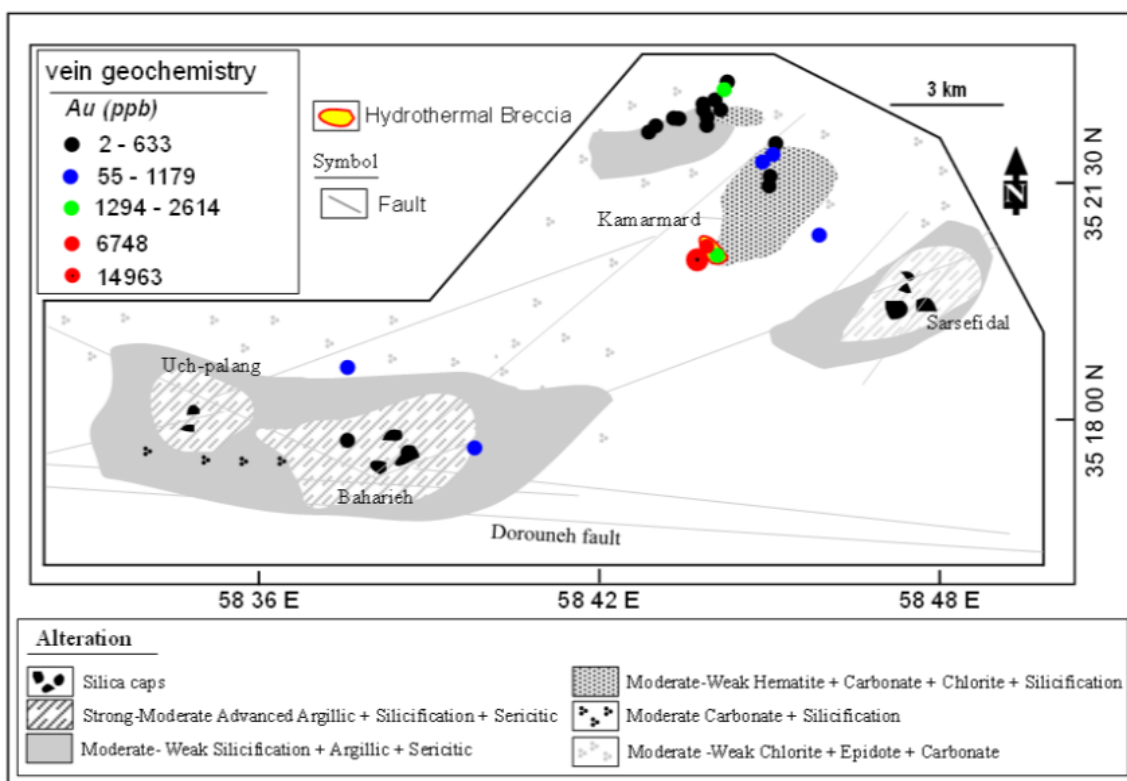 vein geochemistry
Au (ppb)
2 - 633
55 - 1179
1294 - 2614
6748
14963
Hydrothermal Breccia
Symbol
Fault
3 km
N
35 21 30 N
35 18 00 N
Kamarmard
Sarsefidal
Uch-palang
Baharieh
Dorouneh fault
58 36 E
58 42 E
58 48 E
Alteration
Silica caps
Strong-Moderate Advanced Argillic + Silicification + Sericitic
Moderate- Weak Silicification + Argillic + Sericitic
Moderate-Weak Hematite + Carbonate + Chlorite + Silicification
Moderate Carbonate + Silicification
Moderate -Weak Chlorite + Epidote + Carbonate